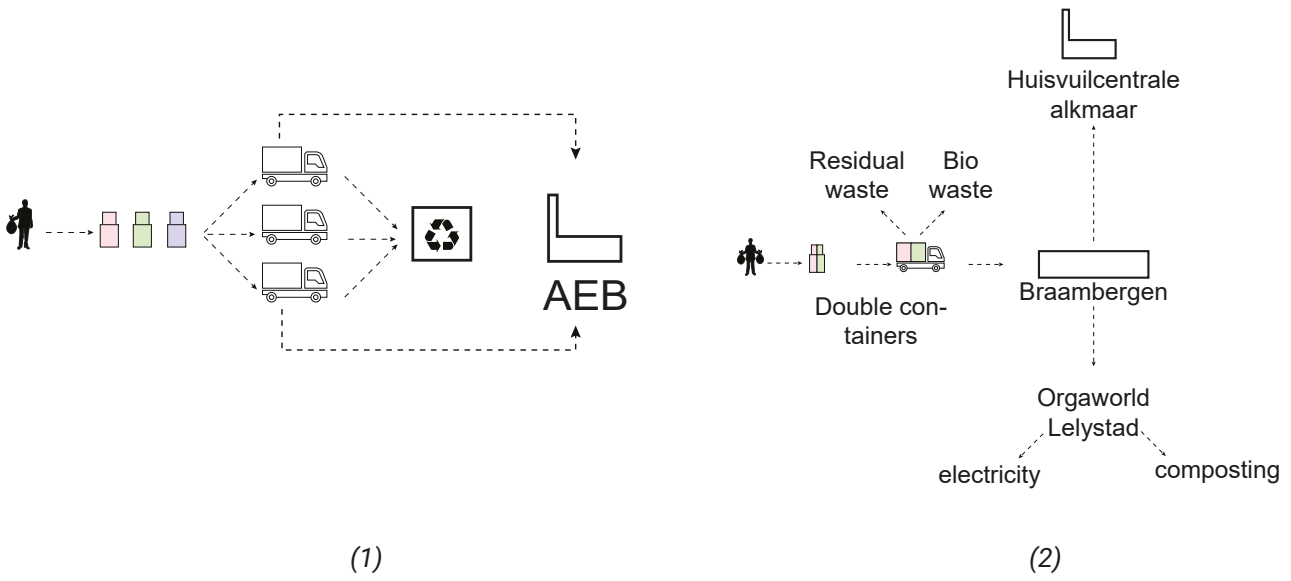 AEB
(1)
Huisvuilcentrale
alkmaar
Residual
waste
Bio
waste
Double con-
tainers
Braambergen
Orgaworld
Lelystad
electricity
composting
(2)